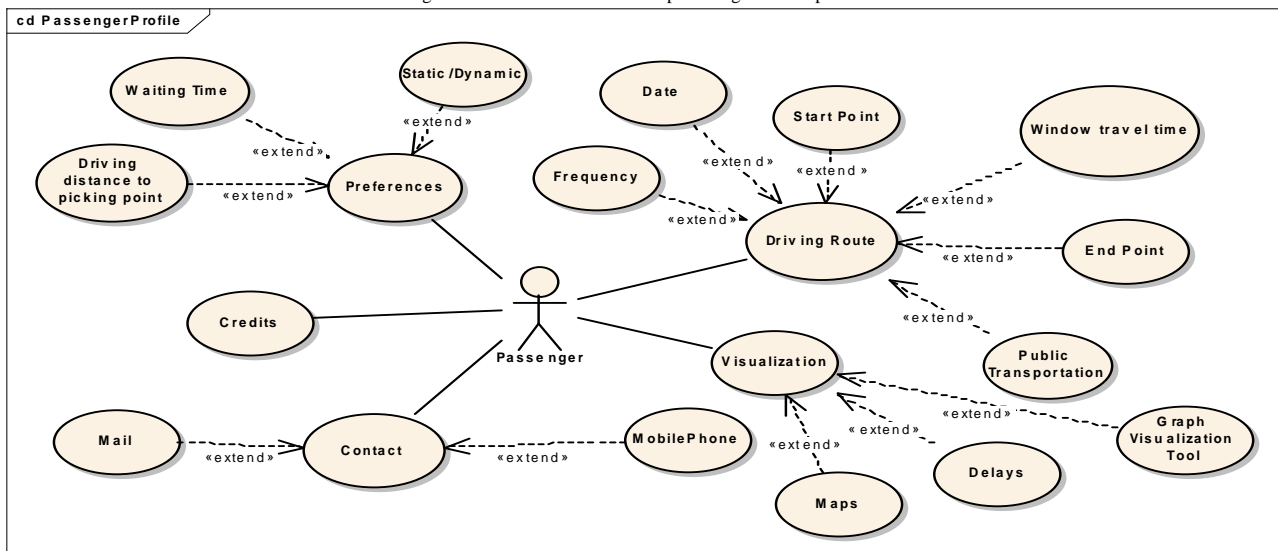 cd PassengerProfile
Waiting Time
Static/Dynamic
Date
Start Point
Window travel time
«extend»
«extend»
«extend»
«extend»
Driving
distance to
picking point
«extend»
Preferences
Frequency
«extend»
«extend»
Driving Route
«extend»
End Point
Credits
«extend»
Passenger
Visualization
Public
Transportation
«extend»
Mail
«extend»
Contact
«extend»
MobilePhone
«extend»
Graph
Visualization
Tool
«extend»
Delays
Maps